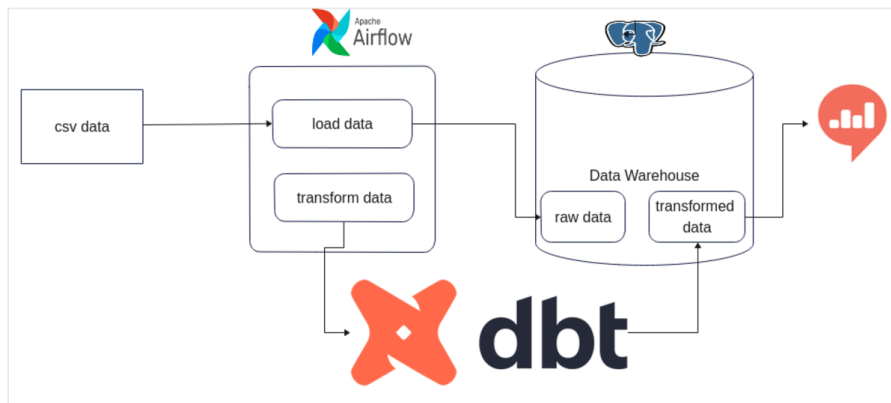 Apache
Airflow
csv data
load data
transform data
Data Warehouse
raw data
transformed
data
dbt